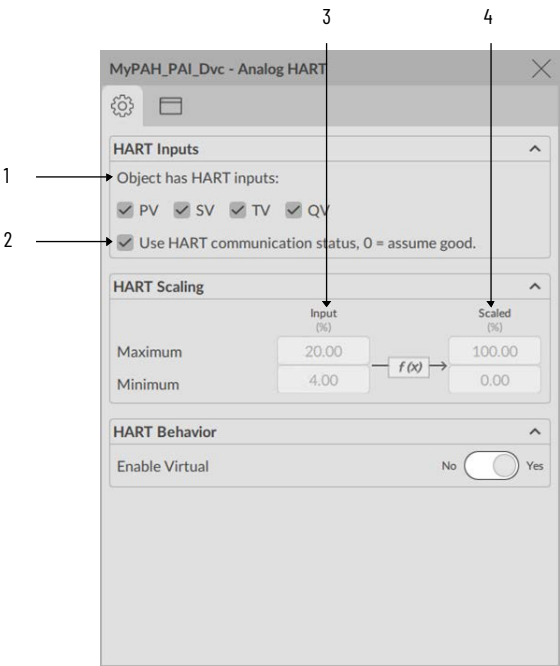 3 4
MyPAH_PAI_Dvc - Analog HART
HART Inputs
1
Object has HART inputs:
PV SV TV QV
2
Use HART communication status, 0 = assume good.
HART Scaling
Input Scaled
(%) (%)
Maximum 20.00 100.00
f(x)
Minimum 4.00 0.00
HART Behavior
Enable Virtual No Yes